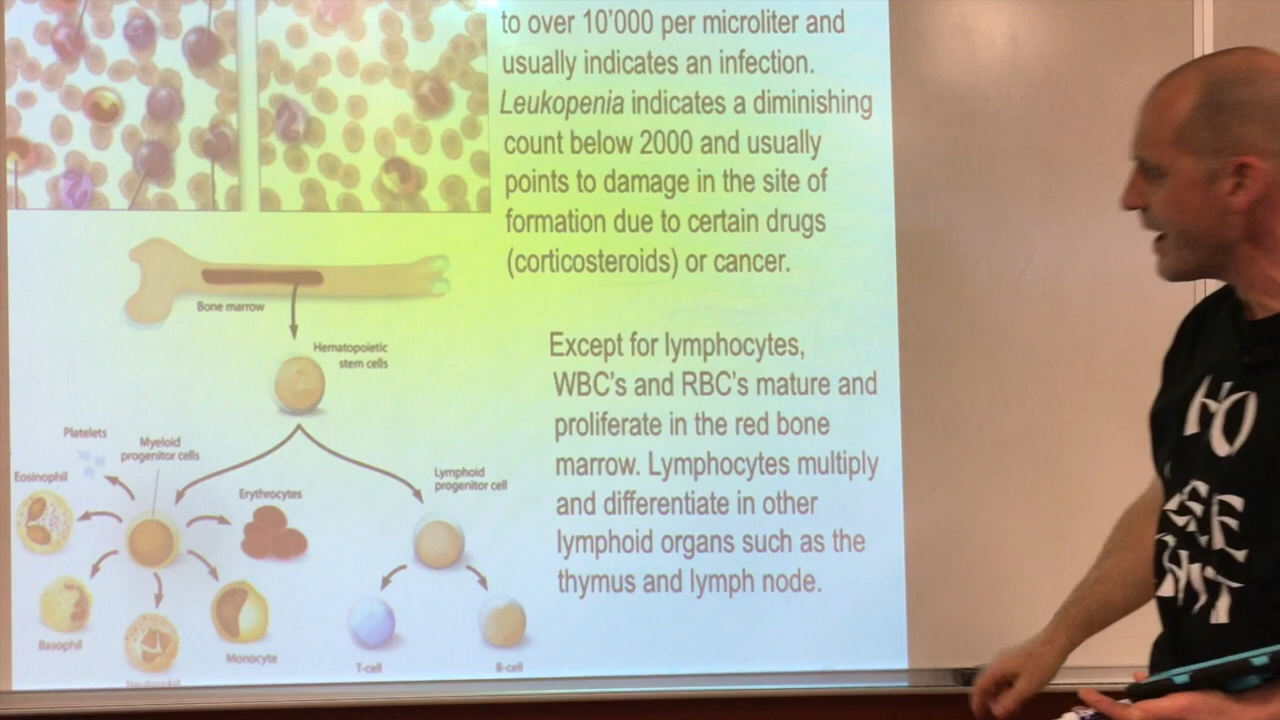 to over 10'000 per microliter and
usually indicates an infection.
Leukopenia indicates a diminishing
count below 2000 and usually
points to damage in the site of
formation due to certain drugs
(corticosteroids) or cancer.
Bone marrow
Hematopoietic
stem cells
Except for lymphocytes,
WBC's and RBC's mature and
proliferate in the red bone
marrow. Lymphocytes multiply
and differentiate in other
lymphoid organs such as the
thymus and lymph node.
Platelets
Myeloid
progenitor cells
Eosinophil
Erythrocytes
Lymphoid
progenitor cell
Basophil
Monocyte
T-cell
B-cell
HO